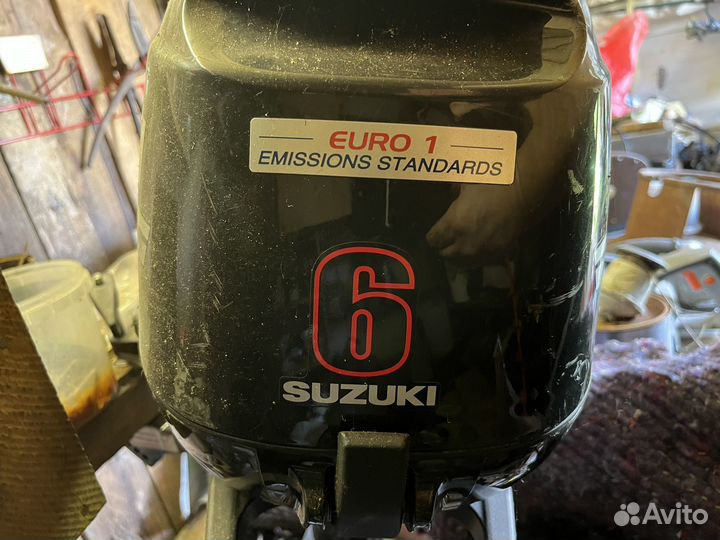 EURO 1
EMISSIONS STANDARDS
6
SUZUKI
Avito